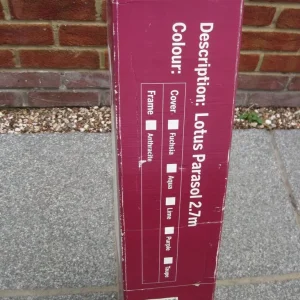 Description: Lotus Parasol 2.7m
Colour:
Cover Fuchsia Aqua Lime Purple Taupe
Frame Anthracite